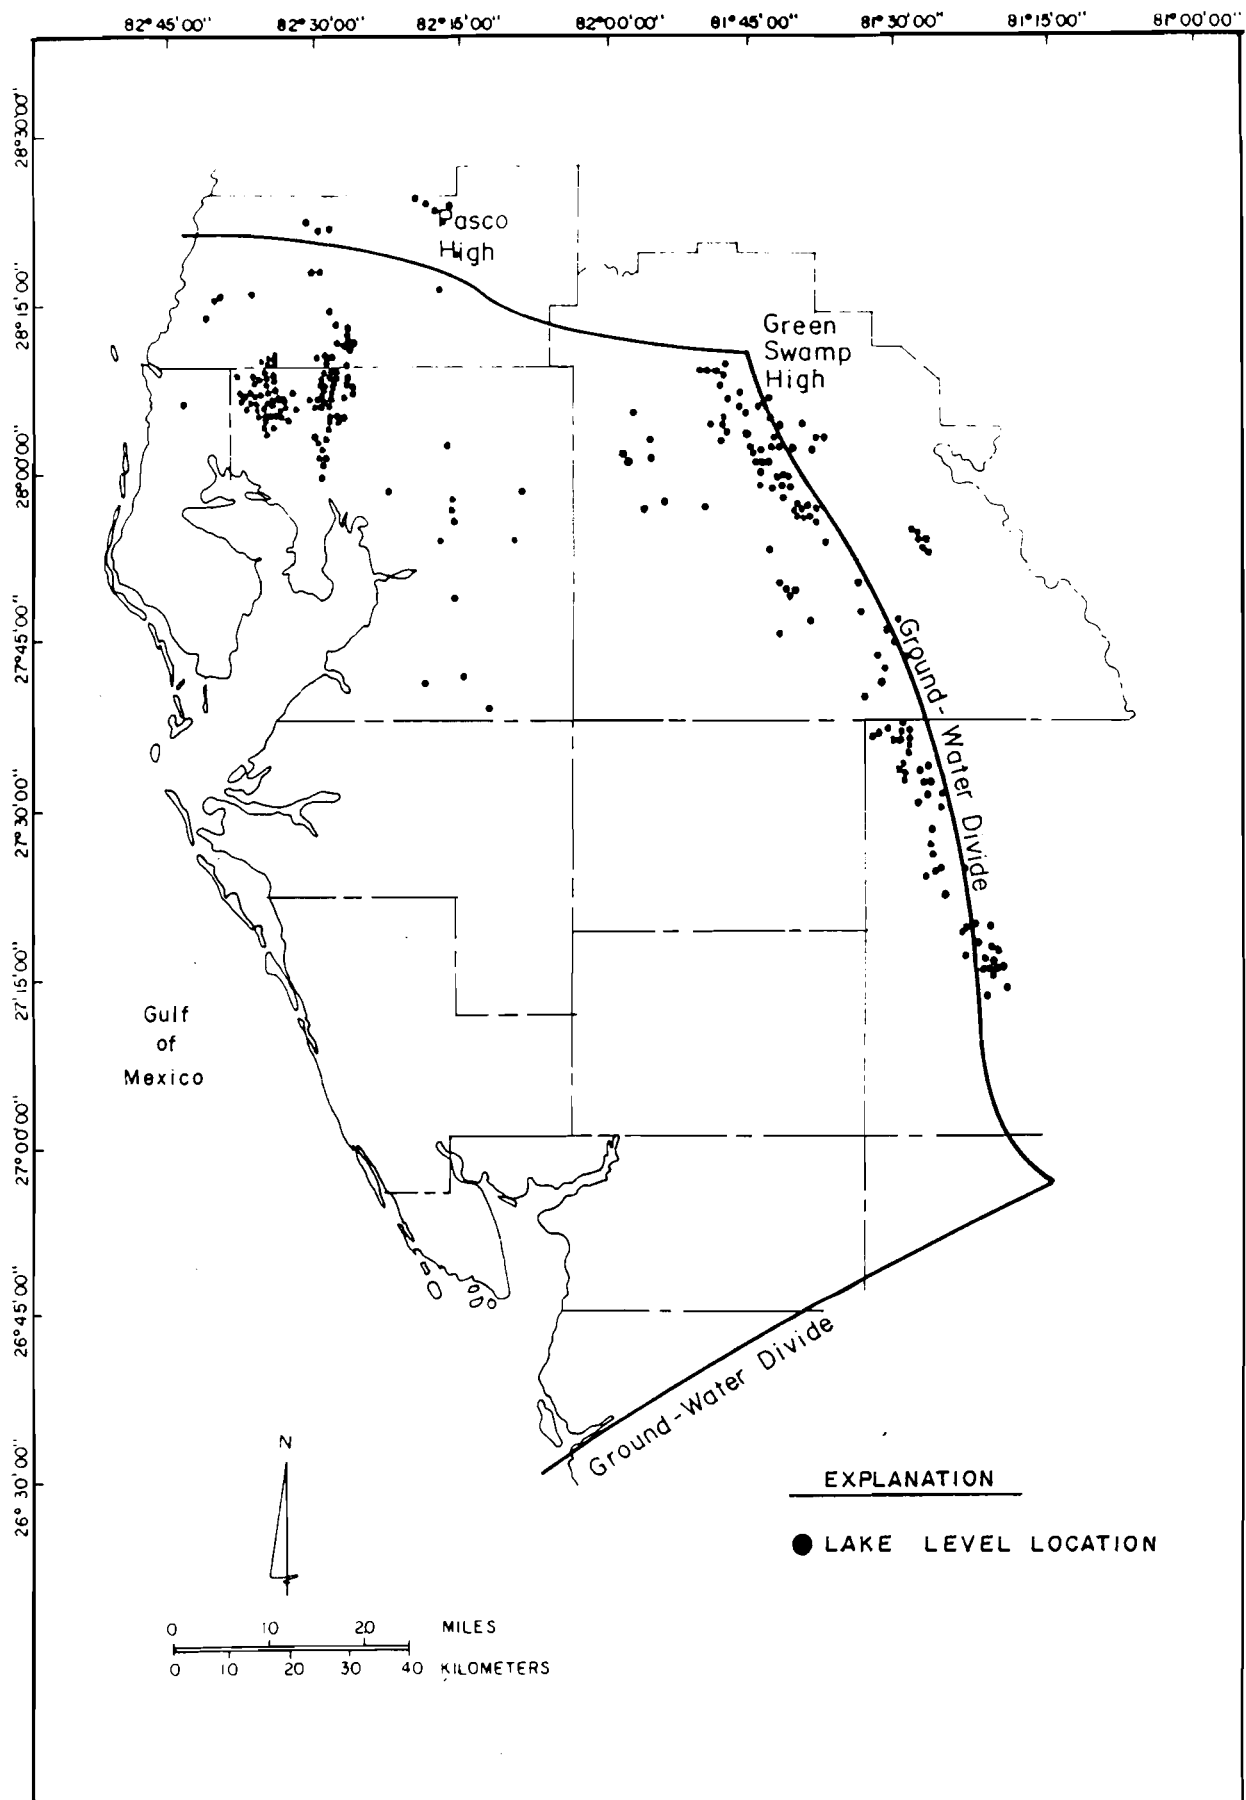 82°45'00"
82°30'00"
82°15'00"
82°00'00"
81°45'00"
81°30'00"
81°15'00"
81°00'00"
28°30'00"
28°15'00"
28°00'00"
27°45'00"
27°30'00"
27°15'00"
27°00'00"
26°45'00"
26°30'00"
Pasco
High
Green
Swamp
High
Ground-Water Divide
Gulf
of
Mexico
Ground-Water Divide
N
EXPLANATION
LAKE LEVEL LOCATION
0 10 20 MILES
0 10 20 30 40 KILOMETERS